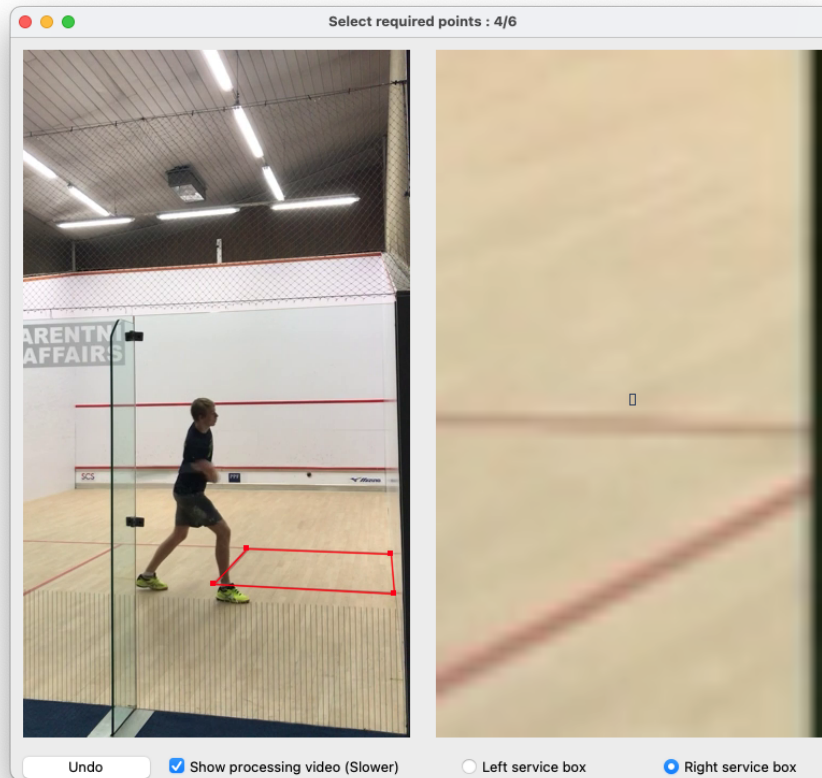 Select required points : 4/6
ARENTN
AFFAIRS
SCS
Undo
Show processing video (Slower)
Left service box
Right service box